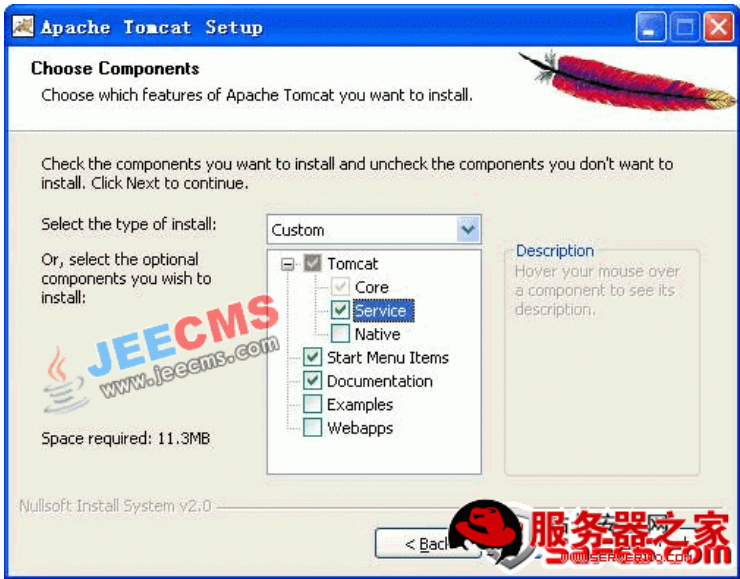 Apache Tomcat Setup
Choose Components
Choose which features of Apache Tomcat you want to install.
Check the components you want to install and uncheck the components you don't want to
install. Click Next to continue.
Select the type of install:
Custom
Or, select the optional
components you wish to
install:
Tomcat
Core
Service
Native
Start Menu Items
Documentation
Examples
Webapps
Description
Hover your mouse over
a component to see its
description.
JEECMS
www.jeecms.com
Space required: 11.3MB
Nullsoft Install System v2.0
< Back
服务器之家